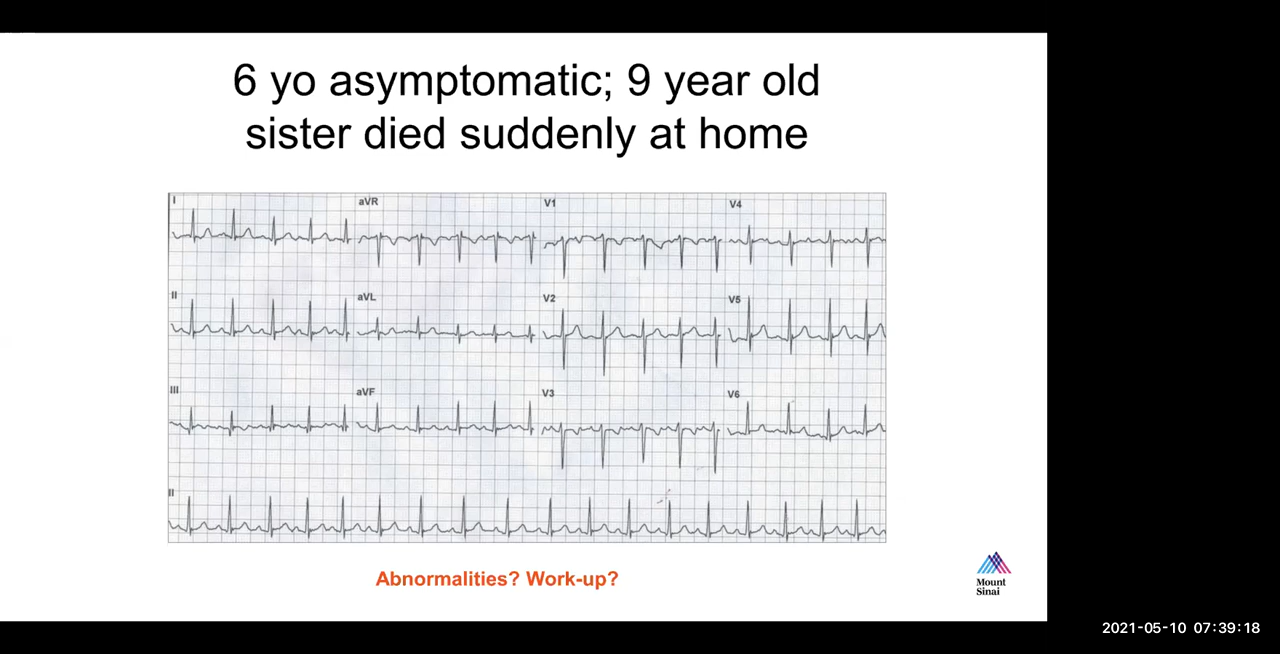 6 yo asymptomatic; 9 year old
sister died suddenly at home
I
aVR
V1
V4
II
aVL
V2
V5
III
aVF
V3
V6
II
Abnormalities? Work-up?
Mount
Sinai
2021-05-10 07:39:18